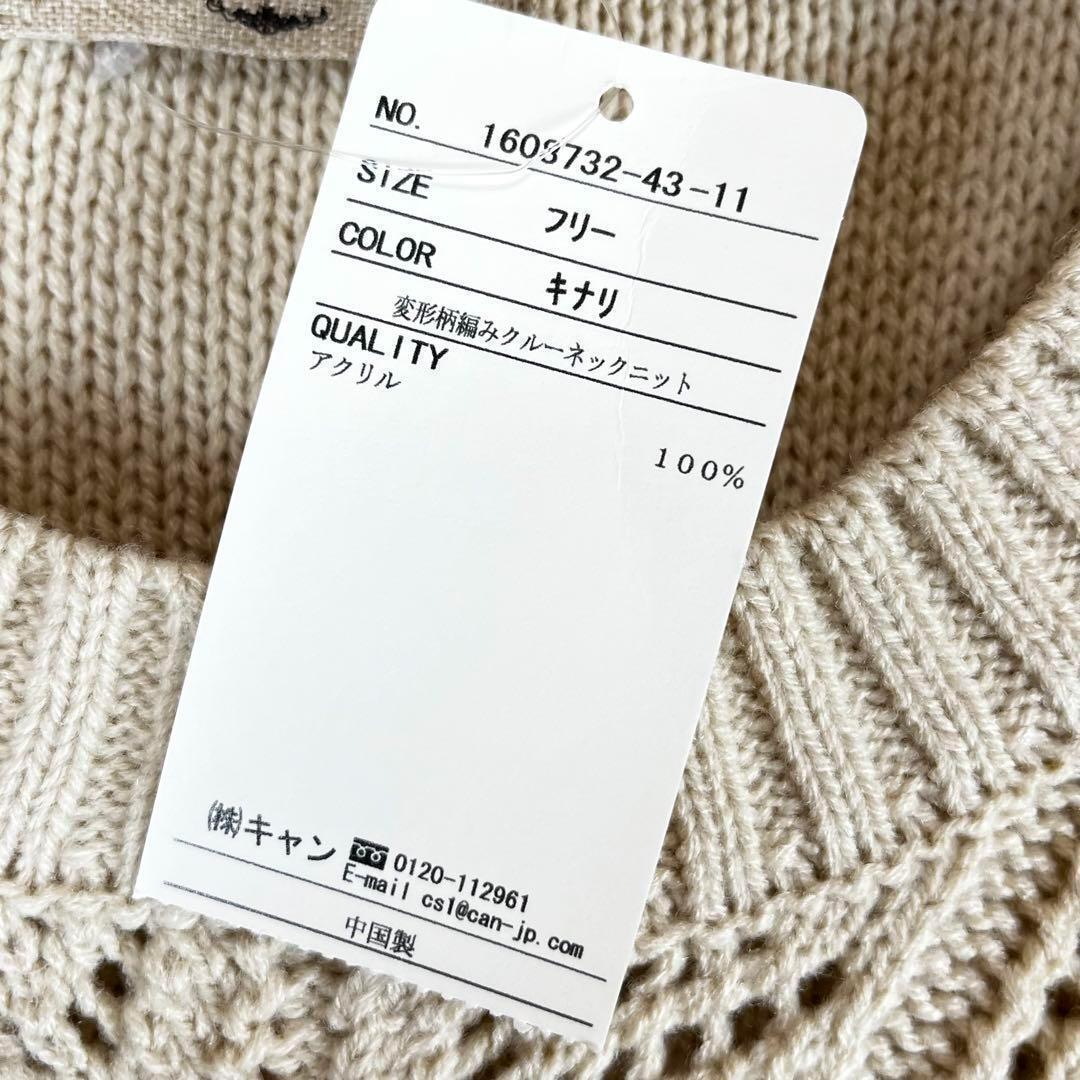 NO. 1603732-43-11
SIZE フリー
COLOR キナリ
変形柄編みクルーネックニット
QUALITY
アクリル
100%
㈱キャン 0120-112961
E-mail cs1@can-jp.com
中国製